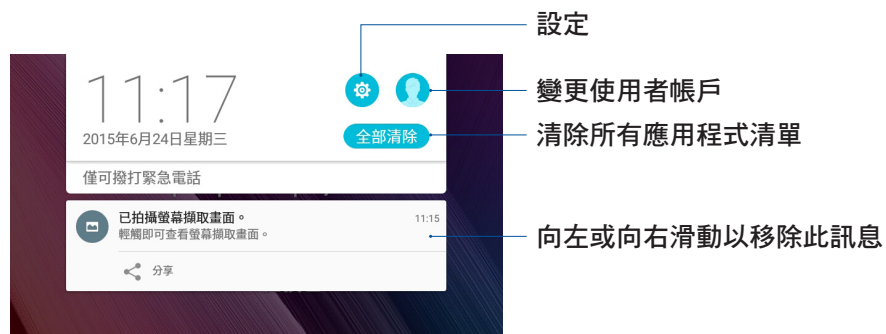 設定
11:17
變更使用者帳戶
2015年6月24日星期三
全部清除
清除所有應用程式清單
僅可撥打緊急電話
已拍攝螢幕擷取畫面。
11:15
輕觸即可查看螢幕擷取畫面。
向左或向右滑動以移除此訊息
分享